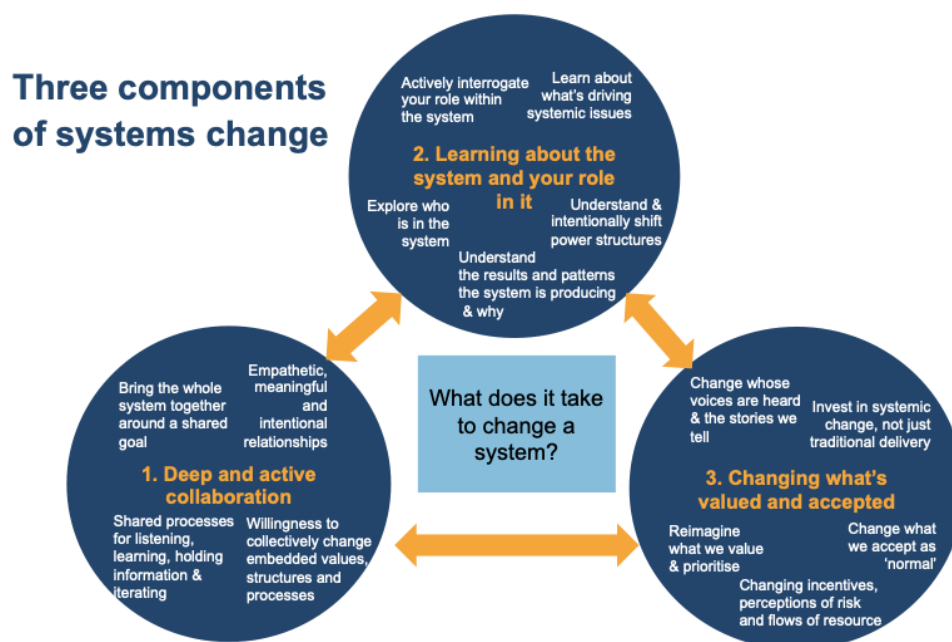 Three components
of systems change
Actively interrogate
your role within
the system
Learn about
what's driving
systemic issues
2. Learning about the
system and your role
in it
Explore who
is in the
system
Understand &
intentionally shift
power structures
Understand
the results and patterns
the system is producing
& why
What does it take
to change a
system?
Bring the whole
system together
around a shared
goal
Empathetic,
meaningful
and
intentional
relationships
1. Deep and active
collaboration
Shared processes
for listening,
learning, holding
information &
iterating
Willingness to
collectively change
embedded values,
structures and
processes
Change whose
voices are heard
& the stories we
tell
Invest in systemic
change, not just
traditional delivery
3. Changing what's
valued and accepted
Reimagine
what we value
& prioritise
Change what
we accept as
'normal'
Changing incentives,
perceptions of risk
and flows of resource